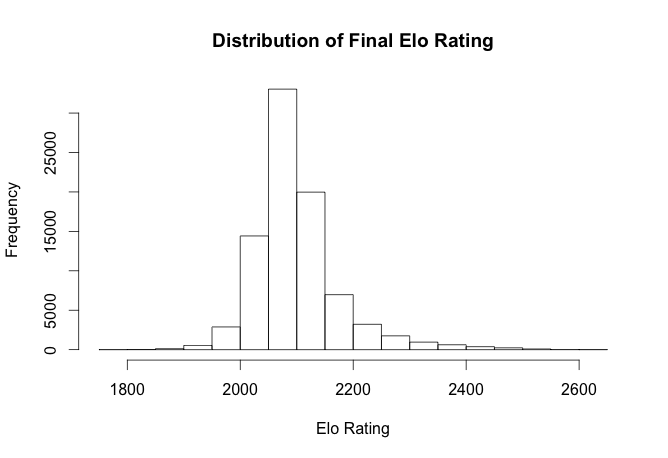 Distribution of Final Elo Rating
Frequency
25000
15000
5000
0
1800 2000 2200 2400 2600
Elo Rating